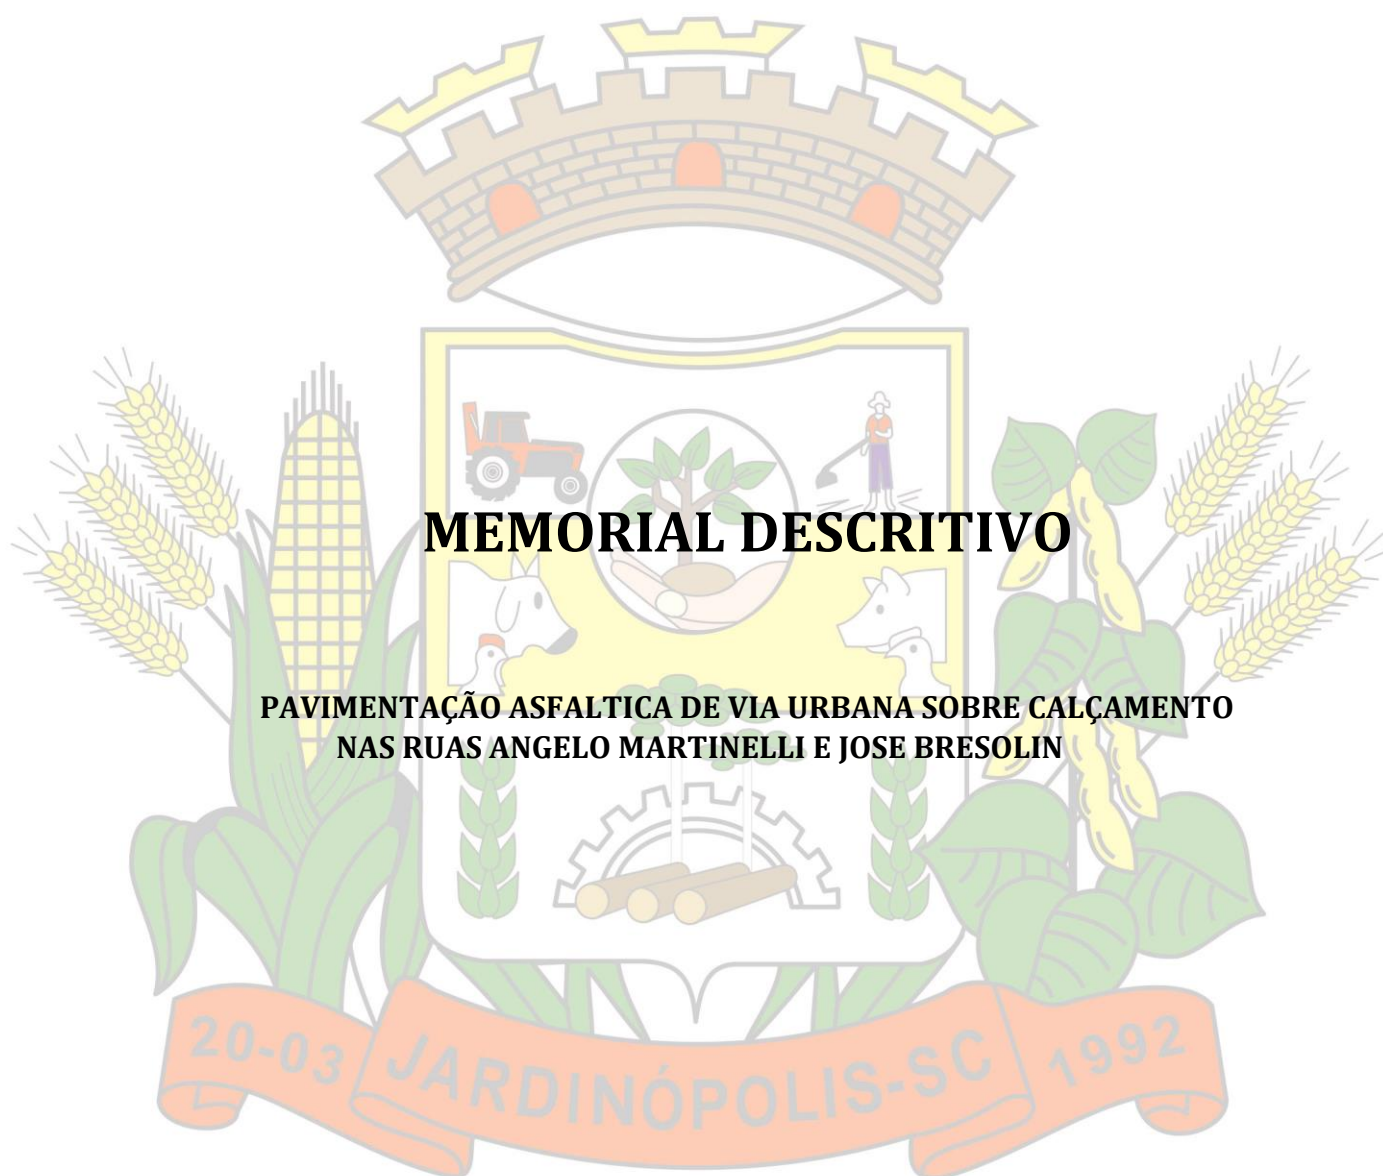 MEMORIAL DESCRITIVO
PAVIMENTAÇÃO ASFALTICA DE VIA URBANA SOBRE CALÇAMENTO
NAS RUAS ANGELO MARTINELLI E JOSE BRESOLIN
20-03 JARDINÓPOLIS-SC 1992